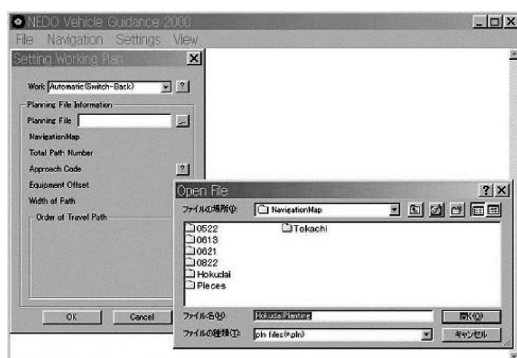 NEDO Vehicle Guidance 2000
File Navigation Settings View
Setting Working Plan
Work Automatic(Switch-Back) ?
Planning File Information
Planning File ...
NavigationMap
Total Path Number
Approach Code ?
Equipment Offset
Width of Path
Order of Travel Path
OK Cancel
Open File ?
ファイルの場所(I): NavigationMap
0522 Tokachi
0613
0621
0822
Hokudai
Pieces
ファイル名(N): HokudaiPlanting 開く(O)
ファイルの種類(T): pln files(*.pln) キャンセル